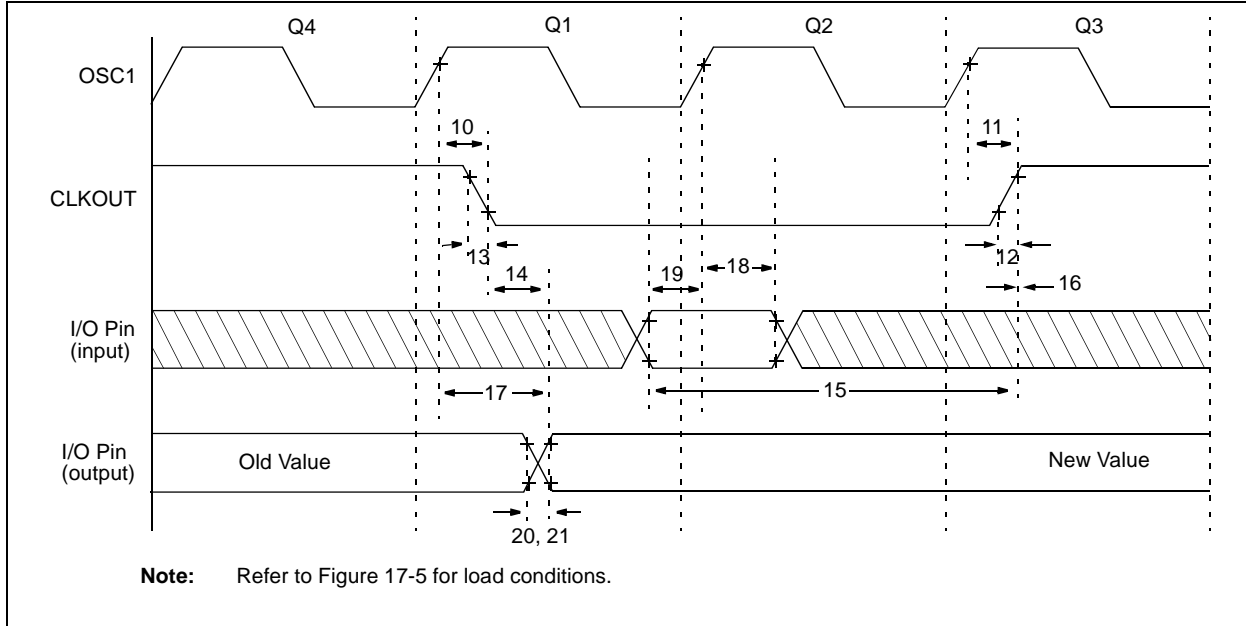 Q4 Q1 Q2 Q3
OSC1
10 11
CLKOUT
13 12
14 19 18 16
I/O Pin
(input)
17 15
I/O Pin
(output)
Old Value New Value
20, 21
Note: Refer to Figure 17-5 for load conditions.